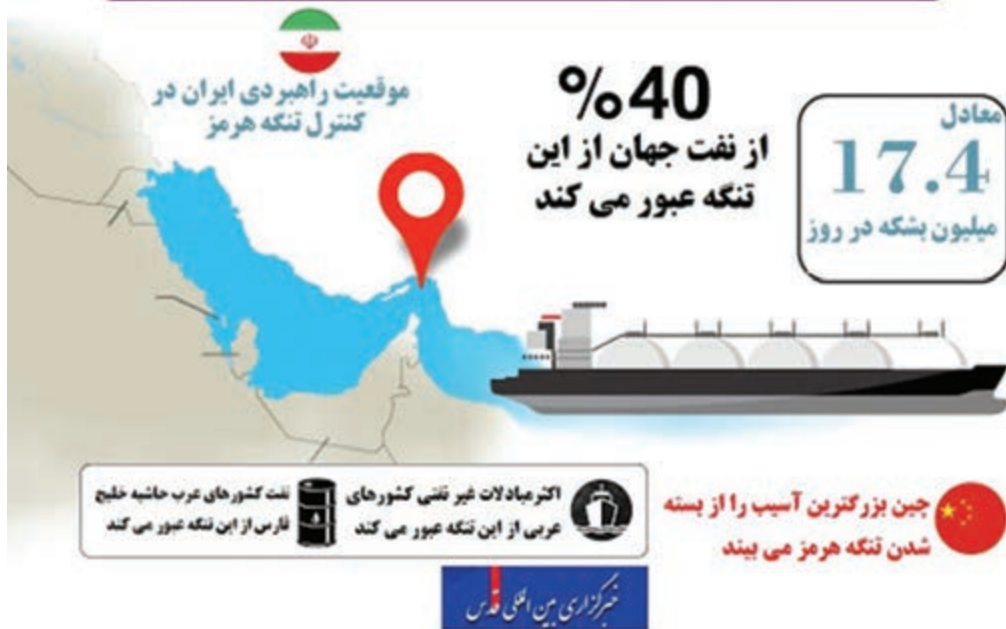 موقعیت راهبردی ایران در
کنترل تنگه هرمز
%40
از نفت جهان از این
تنگه عبور می کند
معادل
17.4
میلیون بشکه در روز
اکثر مبادلات غیر نفتی کشورهای
عربی از این تنگه عبور می کند
نفت کشورهای عرب حاشیه خلیج
فارس از این تنگه عبور می کند
چین بزرگترین آسیب را از بسته
شدن تنگه هرمز می بیند
خبرگزاری بین المللی قدس